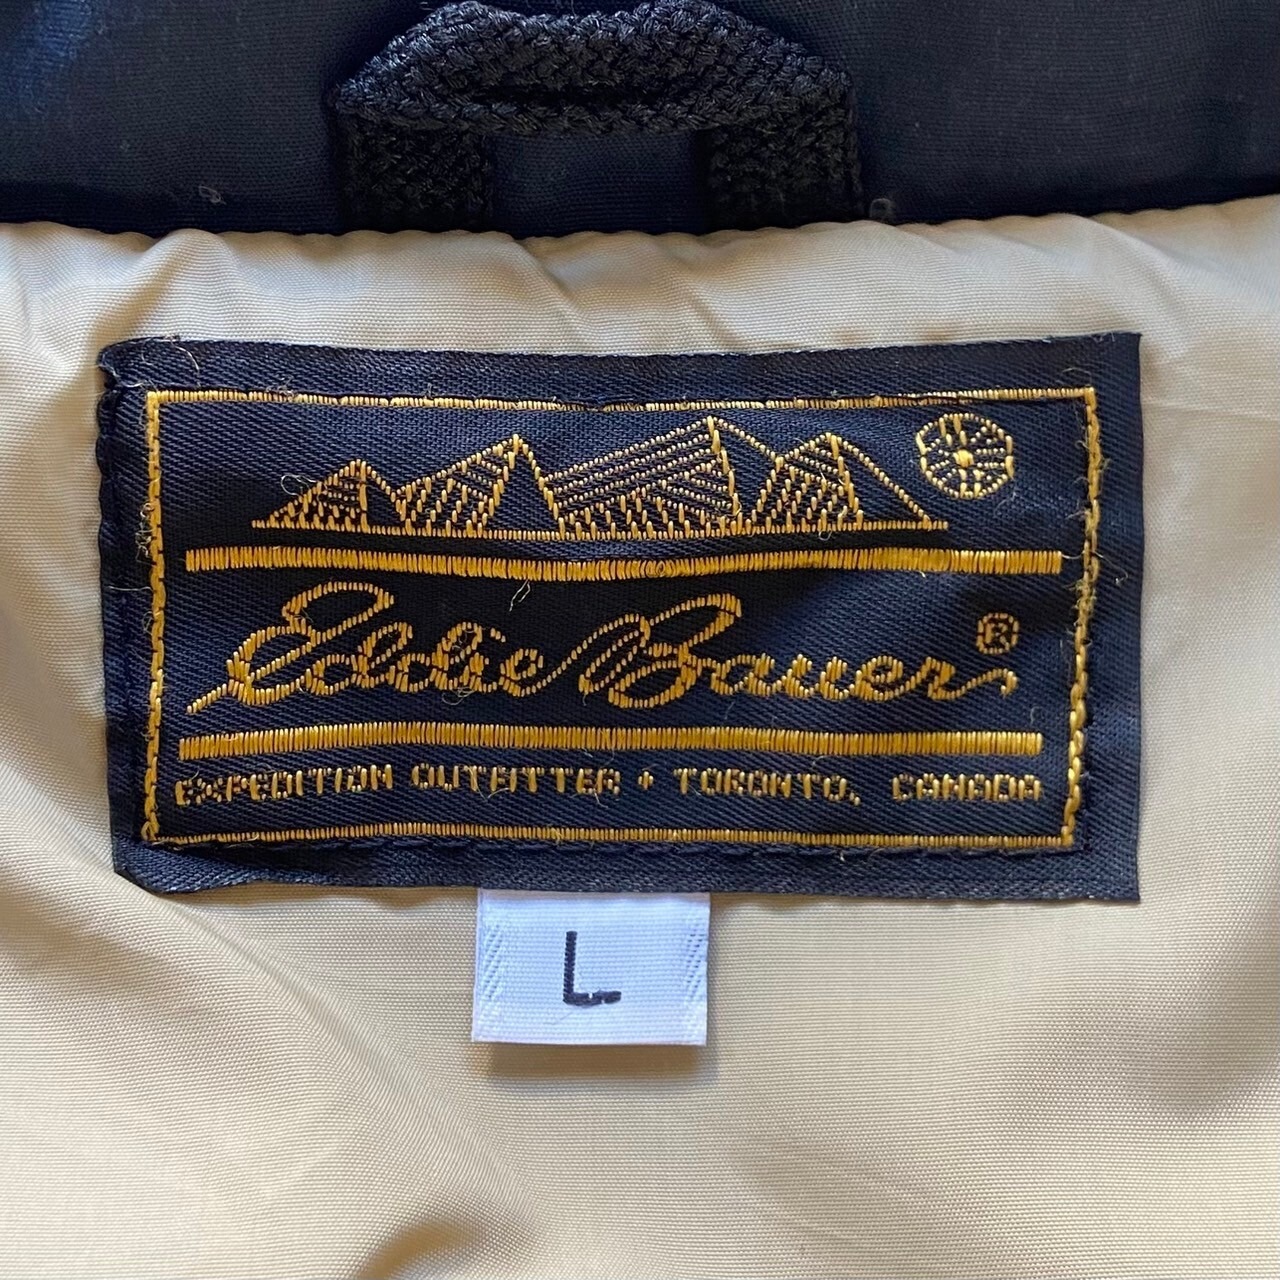 Eddie Bauer®
EXPEDITION OUTFITTER • TORONTO, CANADA
L